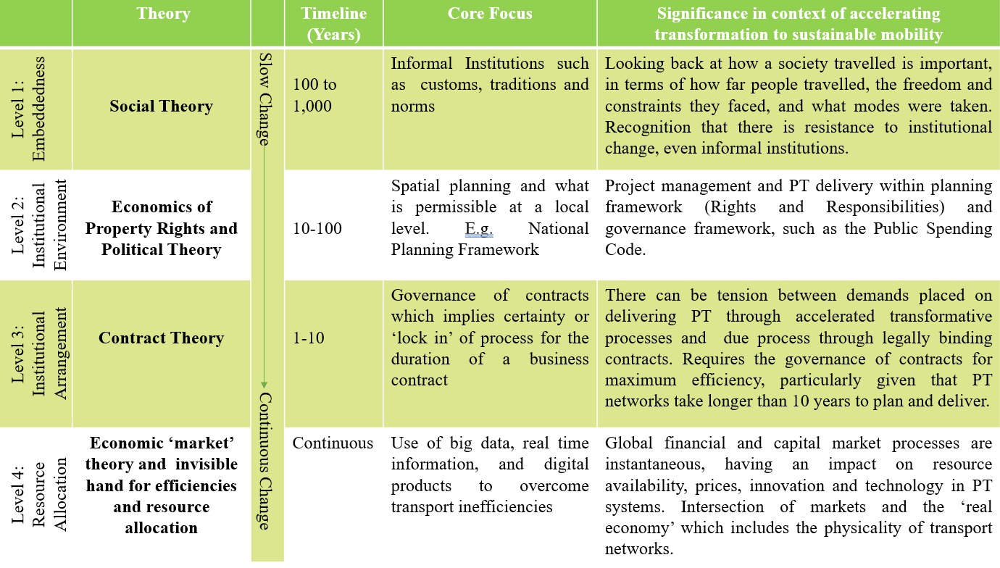 Theory
Timeline
(Years)
Core Focus
Significance in context of accelerating
transformation to sustainable mobility
Level 1:
Embeddedness
Social Theory
Slow Change
100 to
1,000
Informal Institutions such
as customs, traditions and
norms
Looking back at how a society travelled is important,
in terms of how far people travelled, the freedom and
constraints they faced, and what modes were taken.
Recognition that there is resistance to institutional
change, even informal institutions.
Level 2:
Institutional
Environment
Economics of
Property Rights and
Political Theory
10-100
Spatial planning and what
is permissible at a local
level. E.g. National
Planning Framework
Project management and PT delivery within planning
framework (Rights and Responsibilities) and
governance framework, such as the Public Spending
Code.
Level 3:
Institutional
Arrangement
Contract Theory
1-10
Governance of contracts
which implies certainty or
‘lock in’ of process for the
duration of a business
contract
There can be tension between demands placed on
delivering PT through accelerated transformative
processes and due process through legally binding
contracts. Requires the governance of contracts for
maximum efficiency, particularly given that PT
networks take longer than 10 years to plan and deliver.
Level 4:
Resource
Allocation
Economic ‘market’
theory and invisible
hand for efficiencies
and resource
allocation
Continuous Change
Continuous
Use of big data, real time
information, and digital
products to overcome
transport inefficiencies
Global financial and capital market processes are
instantaneous, having an impact on resource
availability, prices, innovation and technology in PT
systems. Intersection of markets and the ‘real
economy’ which includes the physicality of transport
networks.